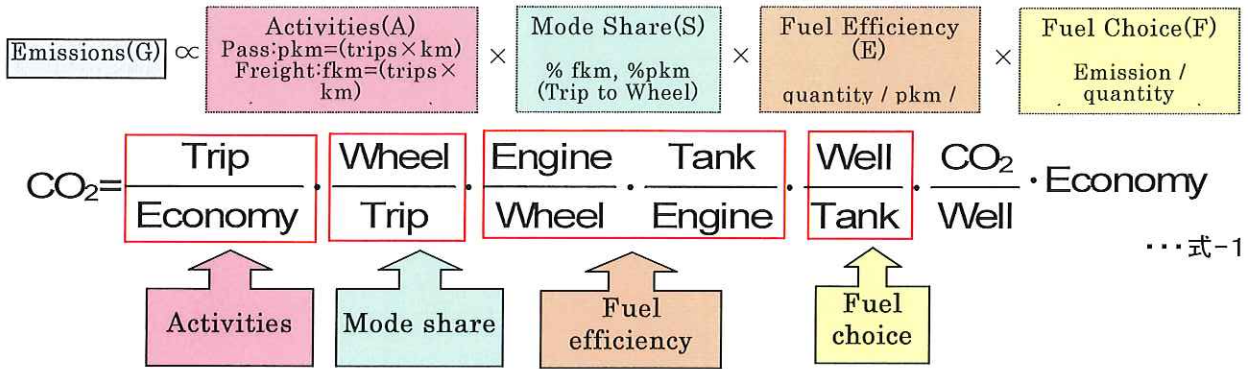 Emissions(G) ∝
Activities(A)
Pass:pkm=(trips×km)
Freight:fkm=(trips×
km)
×
Mode Share(S)
% fkm, %pkm
(Trip to Wheel)
×
Fuel Efficiency
(E)
quantity / pkm /
×
Fuel Choice(F)
Emission /
quantity
CO₂= Trip/Economy · Wheel/Trip · Engine/Wheel · Tank/Engine · Well/Tank · CO₂/Well · Economy
···式-1
Activities
Mode share
Fuel
efficiency
Fuel
choice